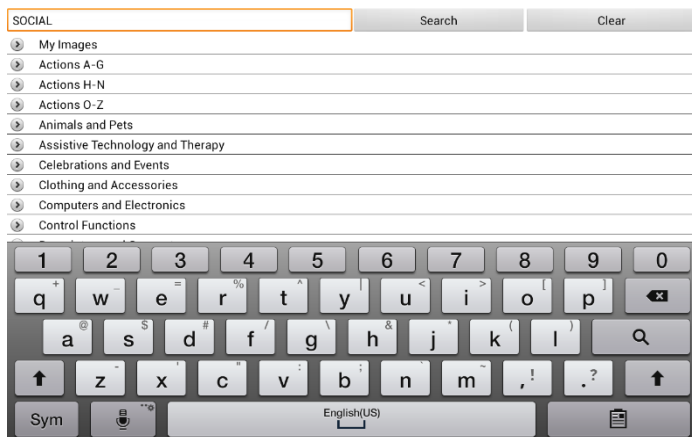 SOCIAL Search Clear
My Images
Actions A-G
Actions H-N
Actions O-Z
Animals and Pets
Assistive Technology and Therapy
Celebrations and Events
Clothing and Accessories
Computers and Electronics
Control Functions
1 2 3 4 5 6 7 8 9 0
q + w _ e = r % t ^ y | u < i > o [ p ]
a @ s $ d # f / g \ h & j * k ( l )
z - x ' c " v : b ; n ` m ~ , ! . ?
Sym English(US)